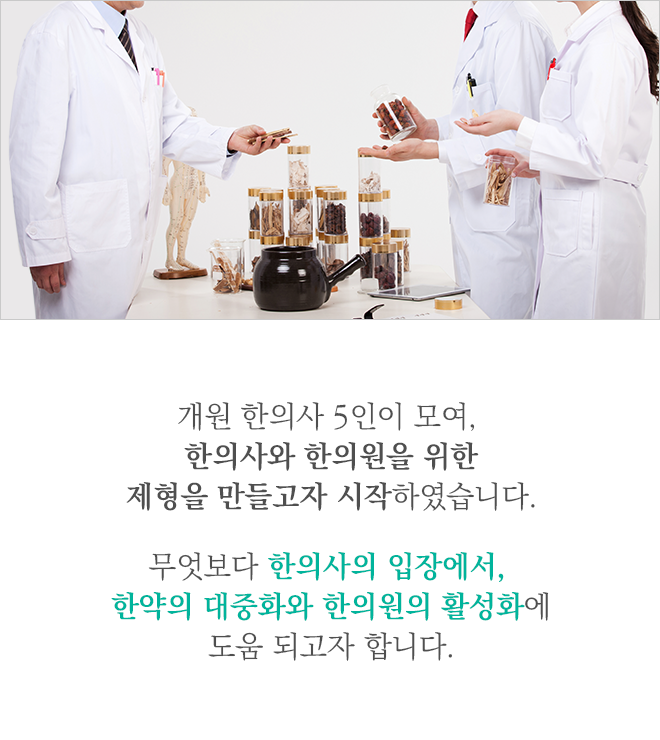 개원 한의사 5인이 모여,
한의사와 한의원을 위한
제형을 만들고자 시작하였습니다.
무엇보다 한의사의 입장에서,
한약의 대중화와 한의원의 활성화에
도움 되고자 합니다.